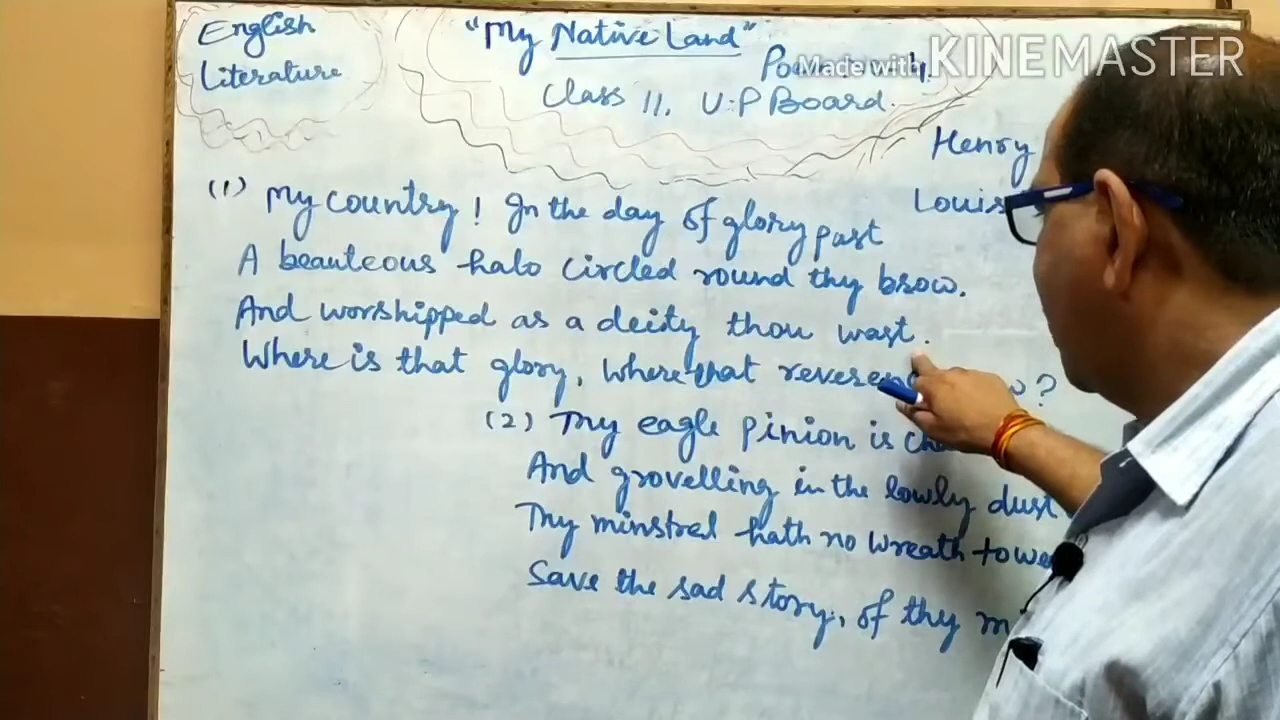 English
Literature
"My Native Land"
Made with KINEMASTER
Class 11, U.P Board.
Henry
Louis
(1) My country! In the day of glory past
A beauteous halo circled round thy brow.
And worshipped as a deity thou wast.
Where is that glory, where that
(2) Thy eagle pinion is
And grovelling in the lowly dust
Thy minstrel hath no wreath to
Save the sad story, of thy